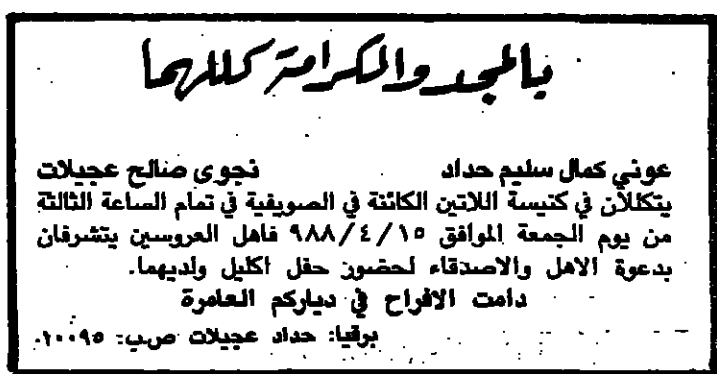 بالمجد والكرامة كللهما
عوني كمال سليم حداد نجوى صالح عجيلات
يتكللان في كنيسة اللاتين الكائنة في الصويفية في تمام الساعة الثالثة
من يوم الجمعة الموافق ٩٨٨/٤/١٥ فاهل العروسين يتشرفان
بدعوة الاهل والاصدقاء لحضور حفل اكليل ولديهما.
دامت الافراح في دياركم العامرة
برقيا: حداد عجيلات ص.ب: ٢٠٠٩٥.